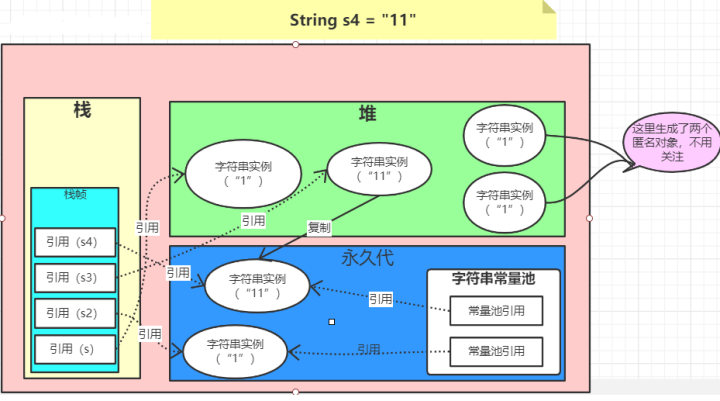 String s4 = "11"
栈
栈帧
引用（s4）
引用（s3）
引用（s2）
引用（s）
堆
字符串实例
（“1”）
字符串实例
（“11”）
字符串实例
（“1”）
字符串实例
（“1”）
这里生成了两个
匿名对象，不用
关注
引用
引用
复制
引用
引用
永久代
字符串实例
（“11”）
字符串实例
（“1”）
引用
引用
字符串常量池
常量池引用
常量池引用